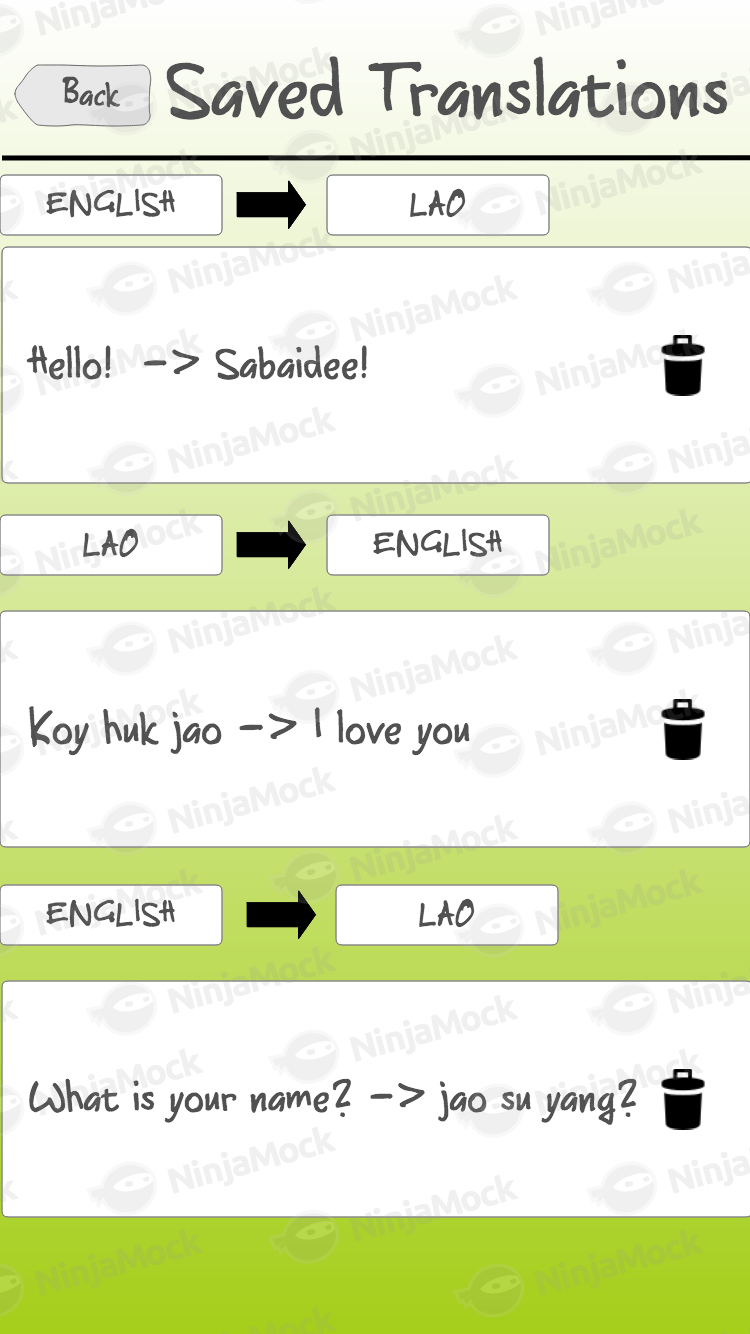 Back
Saved Translations
ENGLISH
LAO
Hello! -> Sabaidee!
LAO
ENGLISH
Koy huk jao -> I love you
ENGLISH
LAO
What is your name? -> jao su yang?
NinjaMock